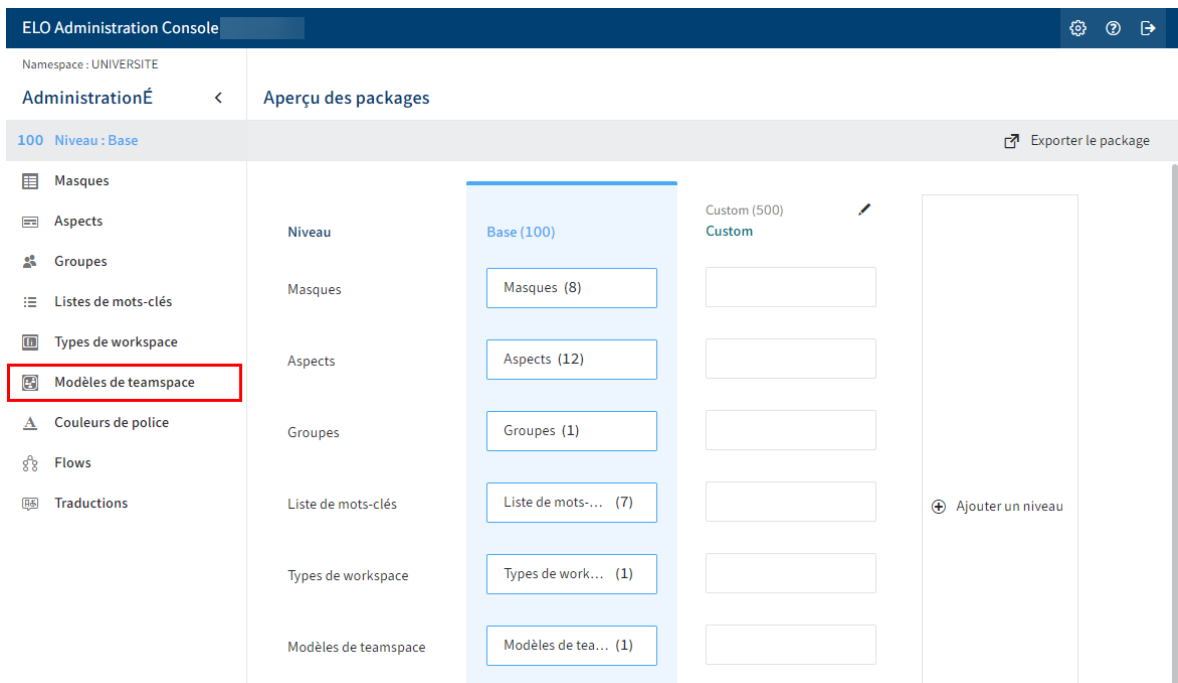 ELO Administration Console
Namespace : UNIVERSITE
AdministrationÉ
Aperçu des packages
100 Niveau : Base
Exporter le package
Masques
Aspects
Groupes
Listes de mots-clés
Types de workspace
Modèles de teamspace
Couleurs de police
Flows
Traductions
Niveau
Base (100)
Custom (500)
Custom
Masques
Masques (8)
Aspects
Aspects (12)
Groupes
Groupes (1)
Liste de mots-clés
Liste de mots-... (7)
Types de workspace
Types de work... (1)
Modèles de teamspace
Modèles de tea... (1)
Ajouter un niveau